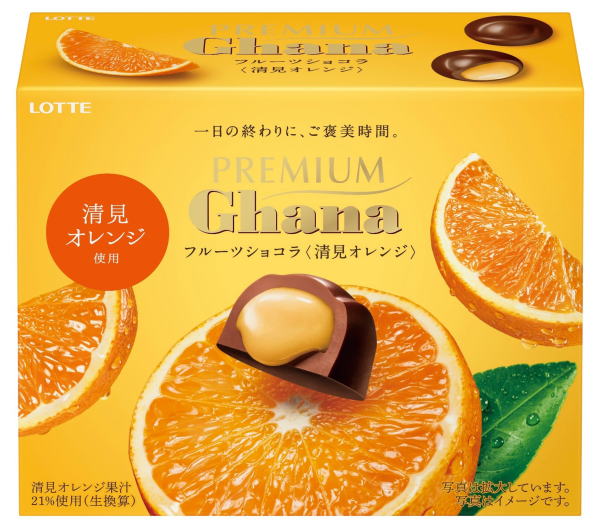 LOTTE
PREMIUM
Ghana
フルーツショコラ
〈清見オレンジ〉
LOTTE
一日の終わりに、ご褒美時間。
PREMIUM
Ghana
フルーツショコラ〈清見オレンジ〉
清見
オレンジ
使用
清見オレンジ果汁
21%使用(生換算)
写真は拡大しています。
写真はイメージです。